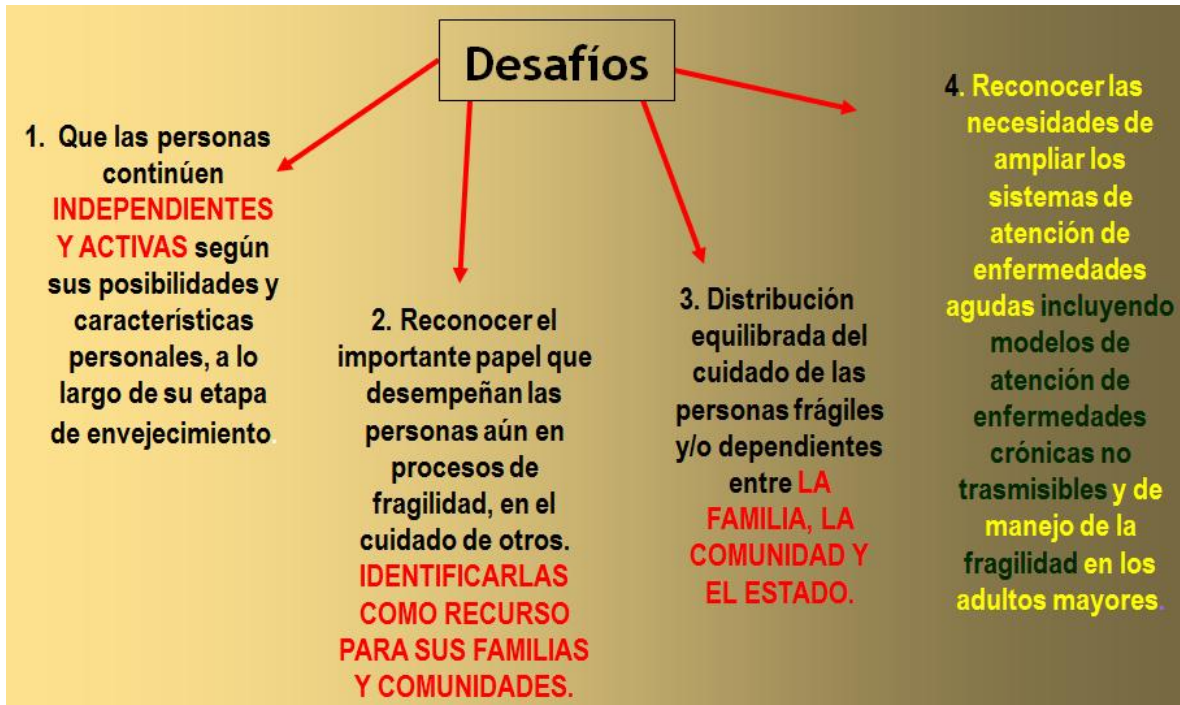 Desafíos
1. Que las personas
continúen
INDEPENDIENTES
Y ACTIVAS según
sus posibilidades y
características
personales, a lo
largo de su etapa
de envejecimiento.
2. Reconocer el
importante papel que
desempeñan las
personas aún en
procesos de
fragilidad, en el
cuidado de otros.
IDENTIFICARLAS
COMO RECURSO
PARA SUS FAMILIAS
Y COMUNIDADES.
3. Distribución
equilibrada del
cuidado de las
personas frágiles
y/o dependientes
entre LA
FAMILIA, LA
COMUNIDAD Y
EL ESTADO.
4. Reconocer las
necesidades de
ampliar los
sistemas de
atención de
enfermedades
agudas incluyendo
modelos de
atención de
enfermedades
crónicas no
trasmisibles y de
manejo de la
fragilidad en los
adultos mayores.